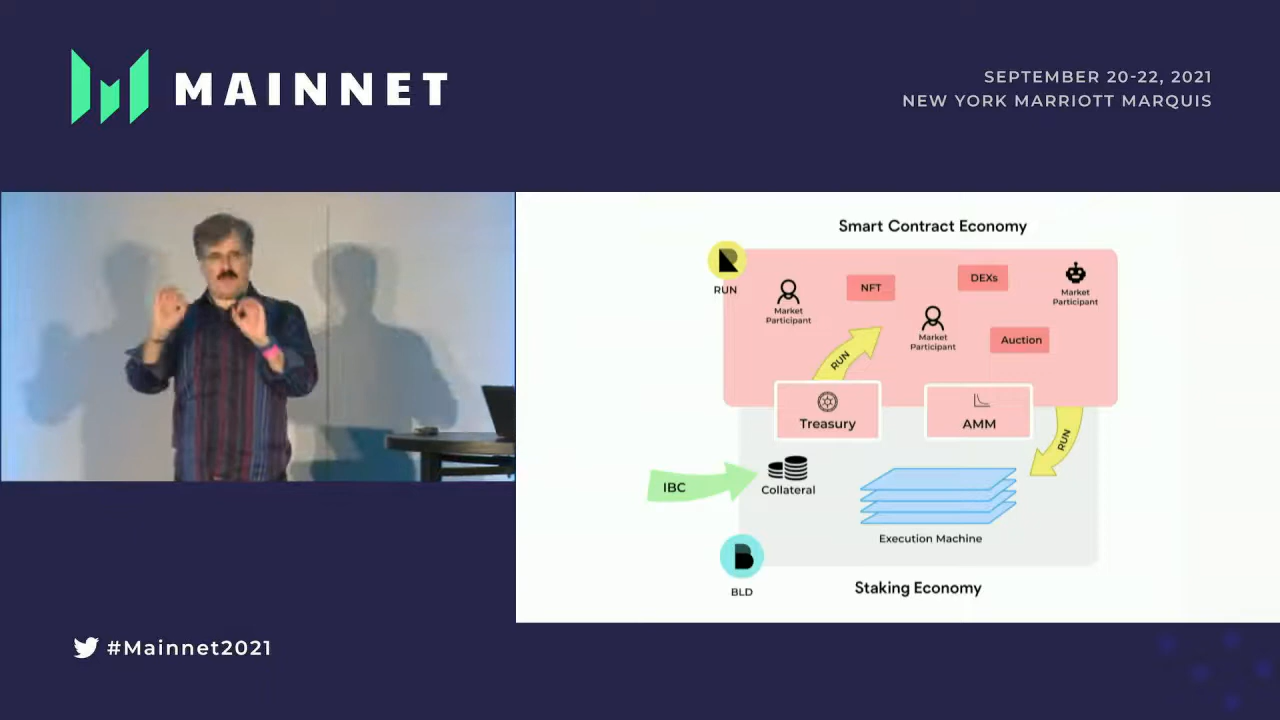 MAINNET
SEPTEMBER 20-22, 2021
NEW YORK MARRIOTT MARQUIS
Smart Contract Economy
RUN
Market
Participant
NFT
DEXs
Market
Participant
Market
Participant
Auction
RUN
Treasury
AMM
RUN
IBC
Collateral
Execution Machine
BLD
Staking Economy
#Mainnet2021